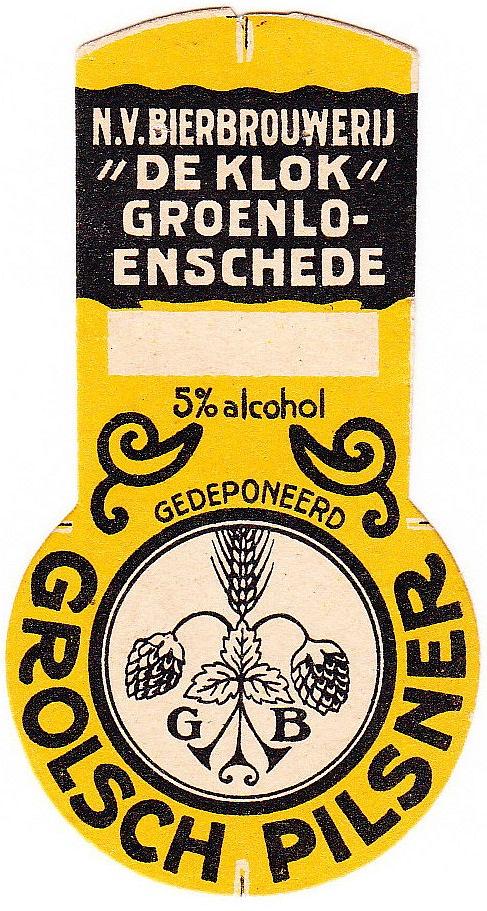 N.V. BIERBROUWERIJ
"DE KLOK"
GROENLO-
ENSCHEDE
5% alcohol
GEDEPONEERD
G B
GROLSCH PILSNER